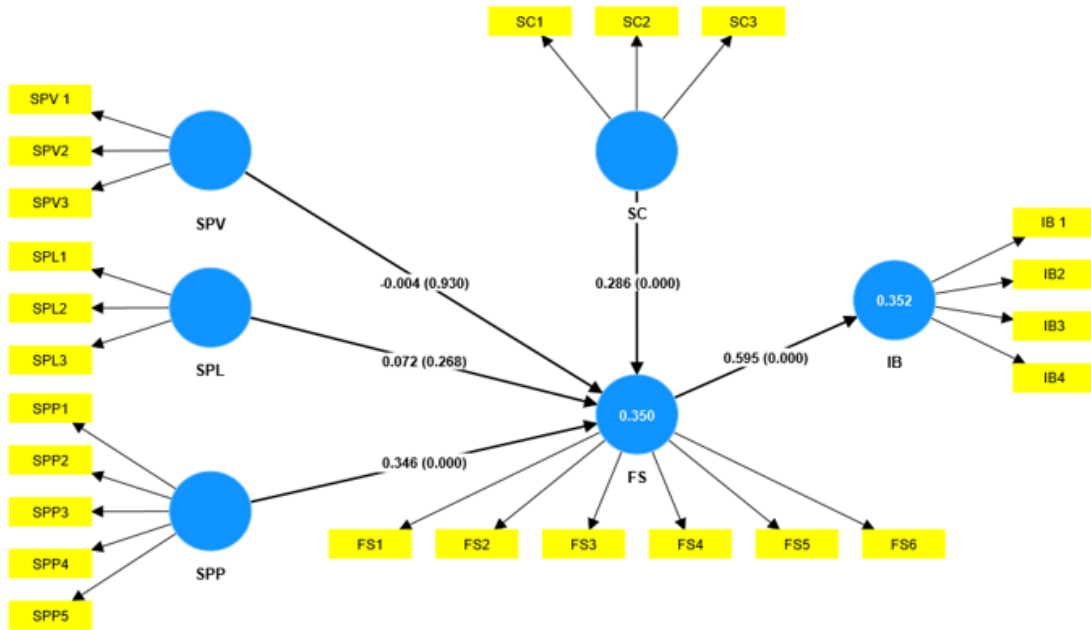 SC1
SC2
SC3
SPV 1
SPV2
SPV3
SPV
SC
SPL1
SPL2
SPL3
SPL
-0.004 (0.930)
0.286 (0.000)
IB 1
IB2
IB3
IB4
0.352
IB
0.072 (0.268)
0.595 (0.000)
SPP1
SPP2
SPP3
SPP4
SPP5
SPP
0.346 (0.000)
0.350
FS
FS1
FS2
FS3
FS4
FS5
FS6